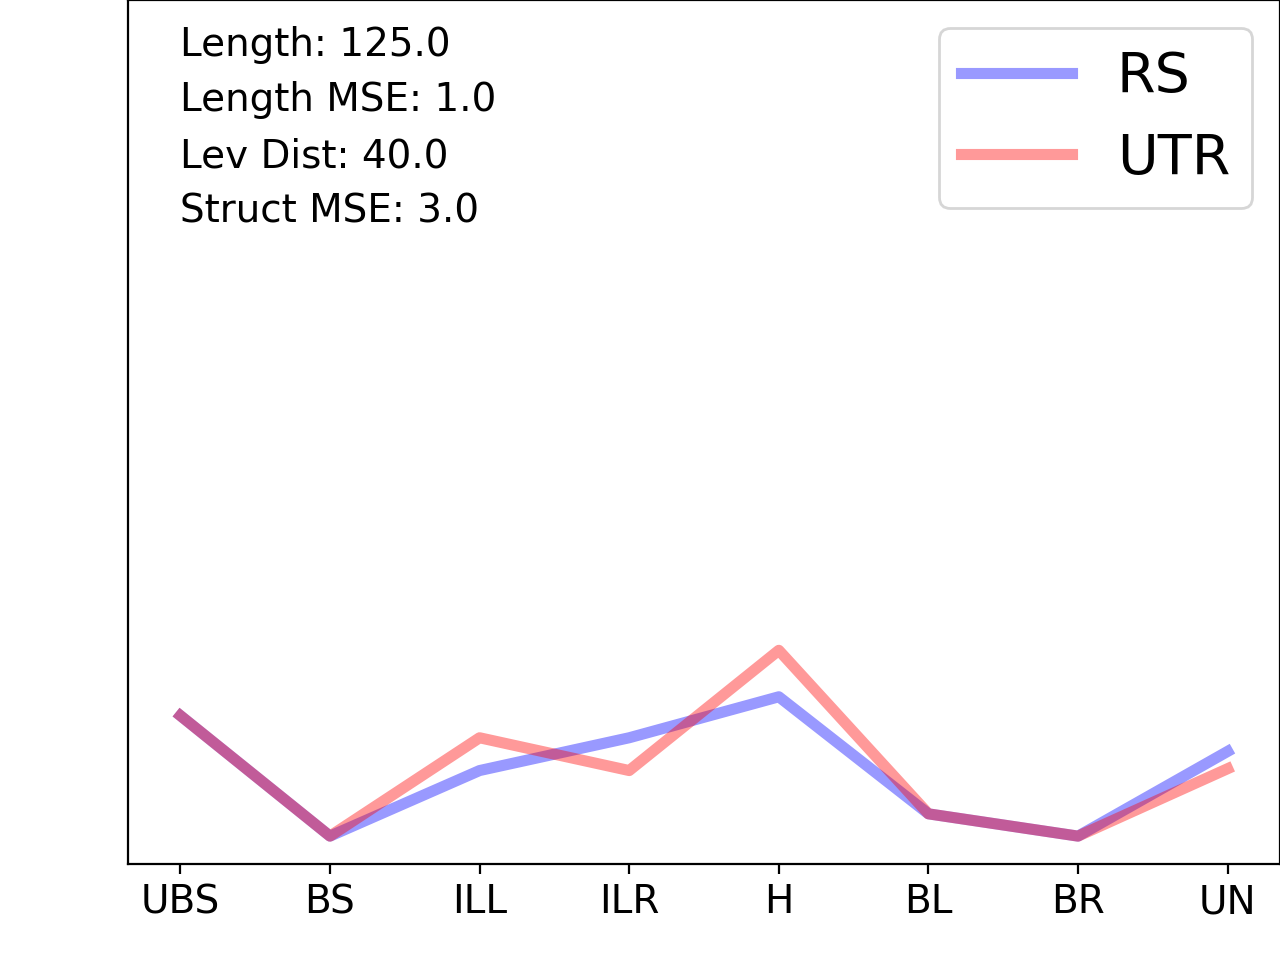 Length: 125.0
Length MSE: 1.0
Lev Dist: 40.0
Struct MSE: 3.0
RS
UTR
UBS BS ILL ILR H BL BR UN